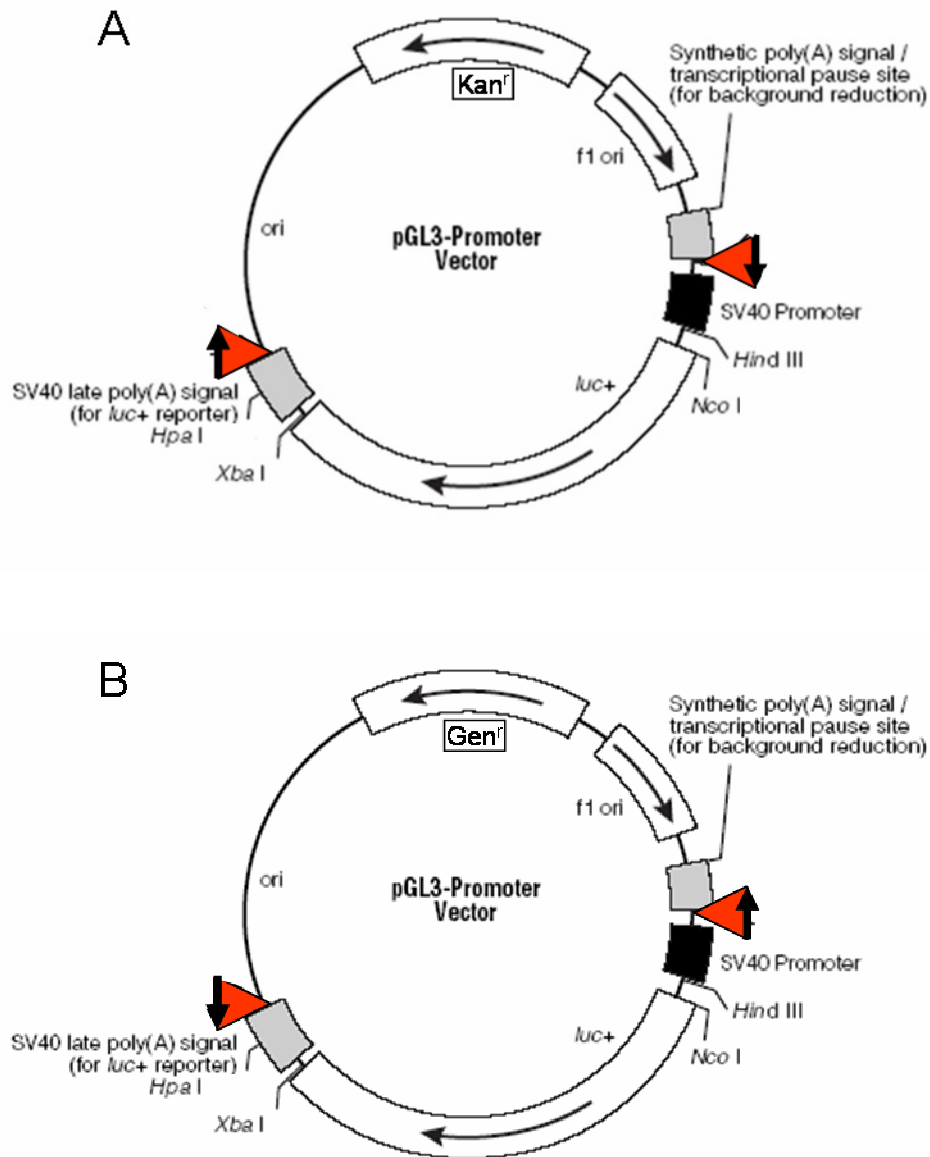 A
Kanr
Synthetic poly(A) signal /
transcriptional pause site
(for background reduction)
f1 ori
ori
pGL3-Promoter
Vector
SV40 Promoter
Hind III
Nco I
luc+
SV40 late poly(A) signal
(for luc+ reporter)
Hpa I
Xba I
B
Genr
Synthetic poly(A) signal /
transcriptional pause site
(for background reduction)
f1 ori
ori
pGL3-Promoter
Vector
SV40 Promoter
Hind III
Nco I
luc+
SV40 late poly(A) signal
(for luc+ reporter)
Hpa I
Xba I